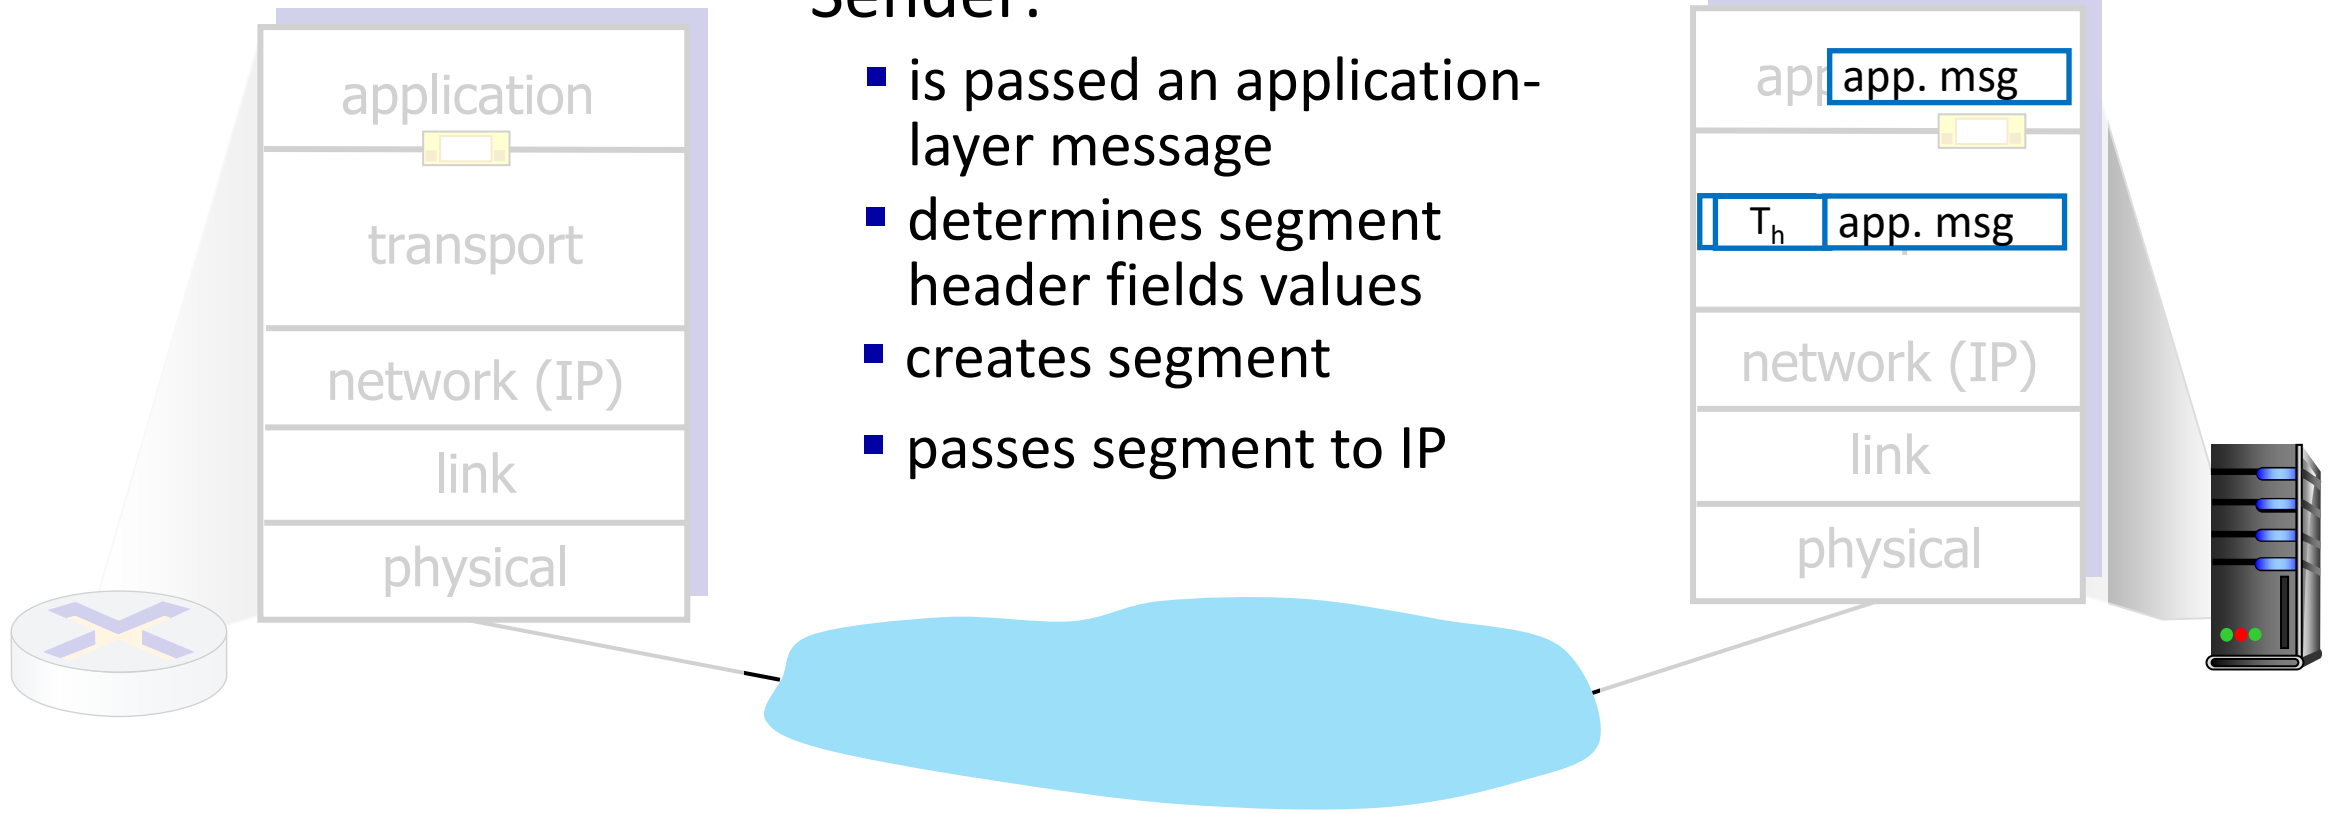 application
transport
network (IP)
link
physical
Sender:
is passed an application-
layer message
determines segment
header fields values
creates segment
passes segment to IP
app. msg
Th app. msg
network (IP)
link
physical